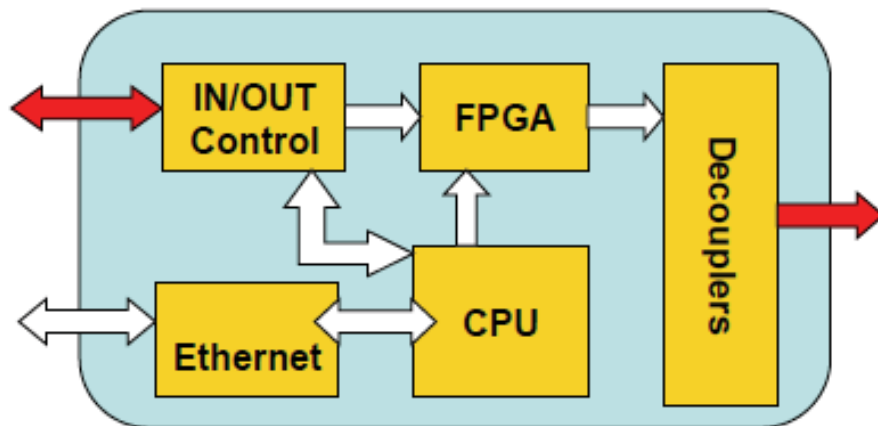 IN/OUT
Control
FPGA
Decouplers
Ethernet
CPU